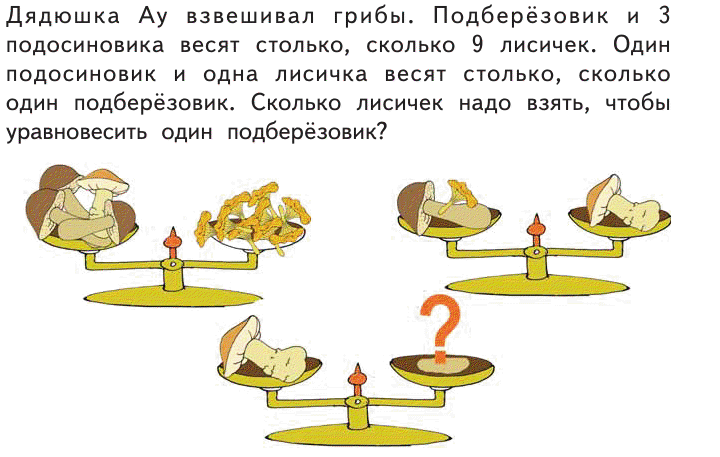 Дядюшка Ау взвешивал грибы. Подберёзовик и 3
подосиновика весят столько, сколько 9 лисичек. Один
подосиновик и одна лисичка весят столько, сколько
один подберёзовик. Сколько лисичек надо взять, чтобы
уравновесить один подберёзовик?
?